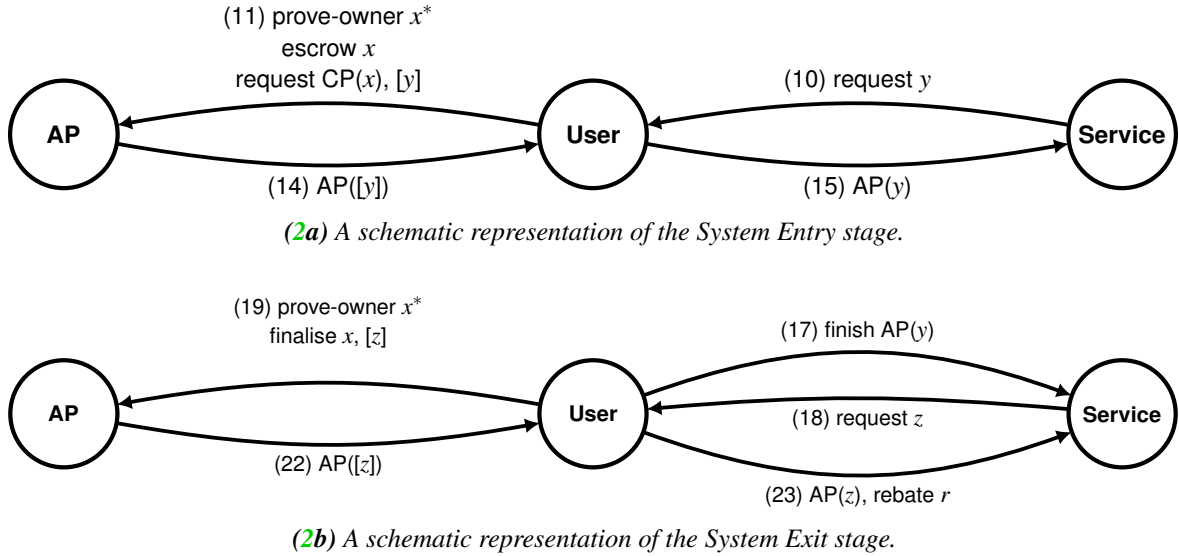 (11) prove-owner x*
escrow x
request CP(x), [y]
(10) request y
AP
User
Service
(14) AP([y])
(15) AP(y)
(2a) A schematic representation of the System Entry stage.
(19) prove-owner x*
finalise x, [z]
(17) finish AP(y)
AP
User
(18) request z
Service
(22) AP([z])
(23) AP(z), rebate r
(2b) A schematic representation of the System Exit stage.